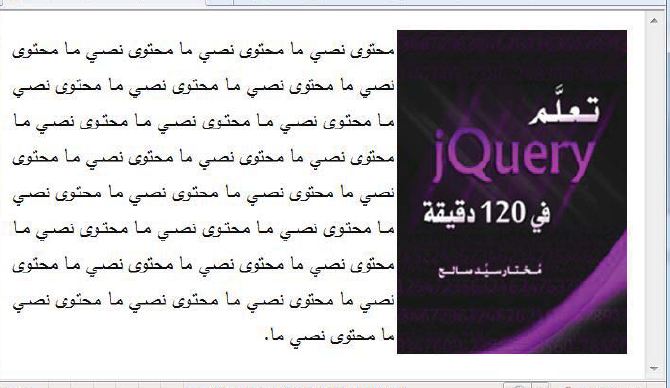 تعلَّم
jQuery
في 120 دقيقة
مُختار سيِّد صالح
محتوى نصي ما محتوى نصي ما محتوى نصي ما محتوى
نصي ما محتوى نصي ما محتوى نصي ما محتوى نصي
ما محتوى نصي ما محتوى نصي ما محتوى نصي ما
محتوى نصي ما محتوى نصي ما محتوى نصي ما محتوى
نصي ما محتوى نصي ما محتوى نصي ما محتوى نصي
ما محتوى نصي ما محتوى نصي ما محتوى نصي ما
محتوى نصي ما محتوى نصي ما محتوى نصي ما محتوى
نصي ما محتوى نصي ما محتوى نصي ما محتوى نصي
ما محتوى نصي ما.